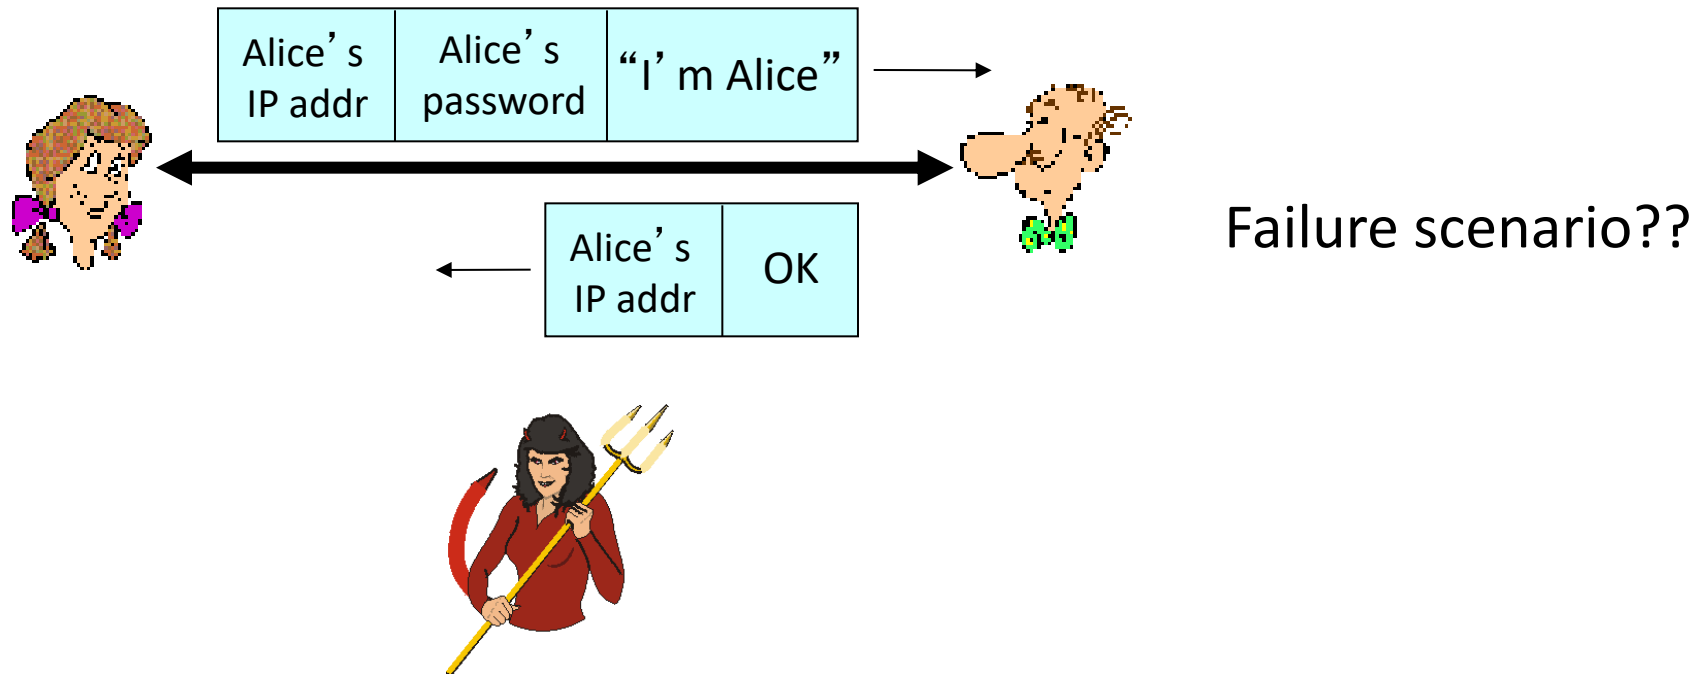 Alice’ s
IP addr
Alice’ s
password
“I’ m Alice”
Alice’ s
IP addr
OK
Failure scenario??